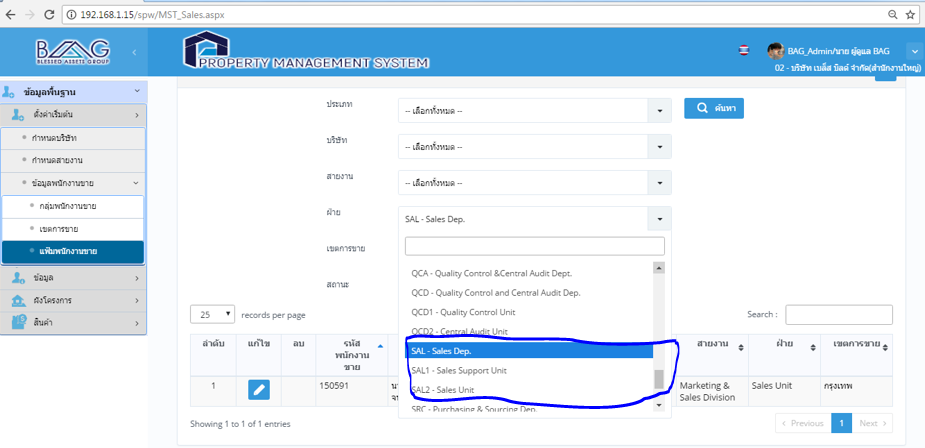 192.168.1.15/spw/MST_Sales.aspx
BAG
BLESSED ASSETS GROUP
PROPERTY MANAGEMENT SYSTEM
BAG_Admin/นาย ผู้ดูแล BAG
02 - บริษัท เบล็ส บิลด์ จำกัด(สำนักงานใหญ่)
ข้อมูลพื้นฐาน
ตั้งค่าเริ่มต้น
กำหนดบริษัท
กำหนดสายงาน
ข้อมูลพนักงานขาย
กลุ่มพนักงานขาย
เขตการขาย
แฟ้มพนักงานขาย
ข้อมูล
ผังโครงการ
สินค้า
ประเภท
-- เลือกทั้งหมด --
ค้นหา
บริษัท
-- เลือกทั้งหมด --
สายงาน
-- เลือกทั้งหมด --
ฝ่าย
SAL - Sales Dep.
เขตการขาย
สถานะ
QCA - Quality Control &Central Audit Dept.
QCD - Quality Control and Central Audit Dep.
QCD1 - Quality Control Unit
QCD2 - Central Audit Unit
SAL - Sales Dep.
SAL1 - Sales Support Unit
SAL2 - Sales Unit
SRC - Purchasing & Sourcing Dep.
25 records per page
Search :
ลำดับ แก้ไข ลบ รหัส พนักงาน ขาย สายงาน ฝ่าย เขตการขาย
1 150591 Marketing & Sales Division Sales Unit กรุงเทพ
Showing 1 to 1 of 1 entries
Previous 1 Next